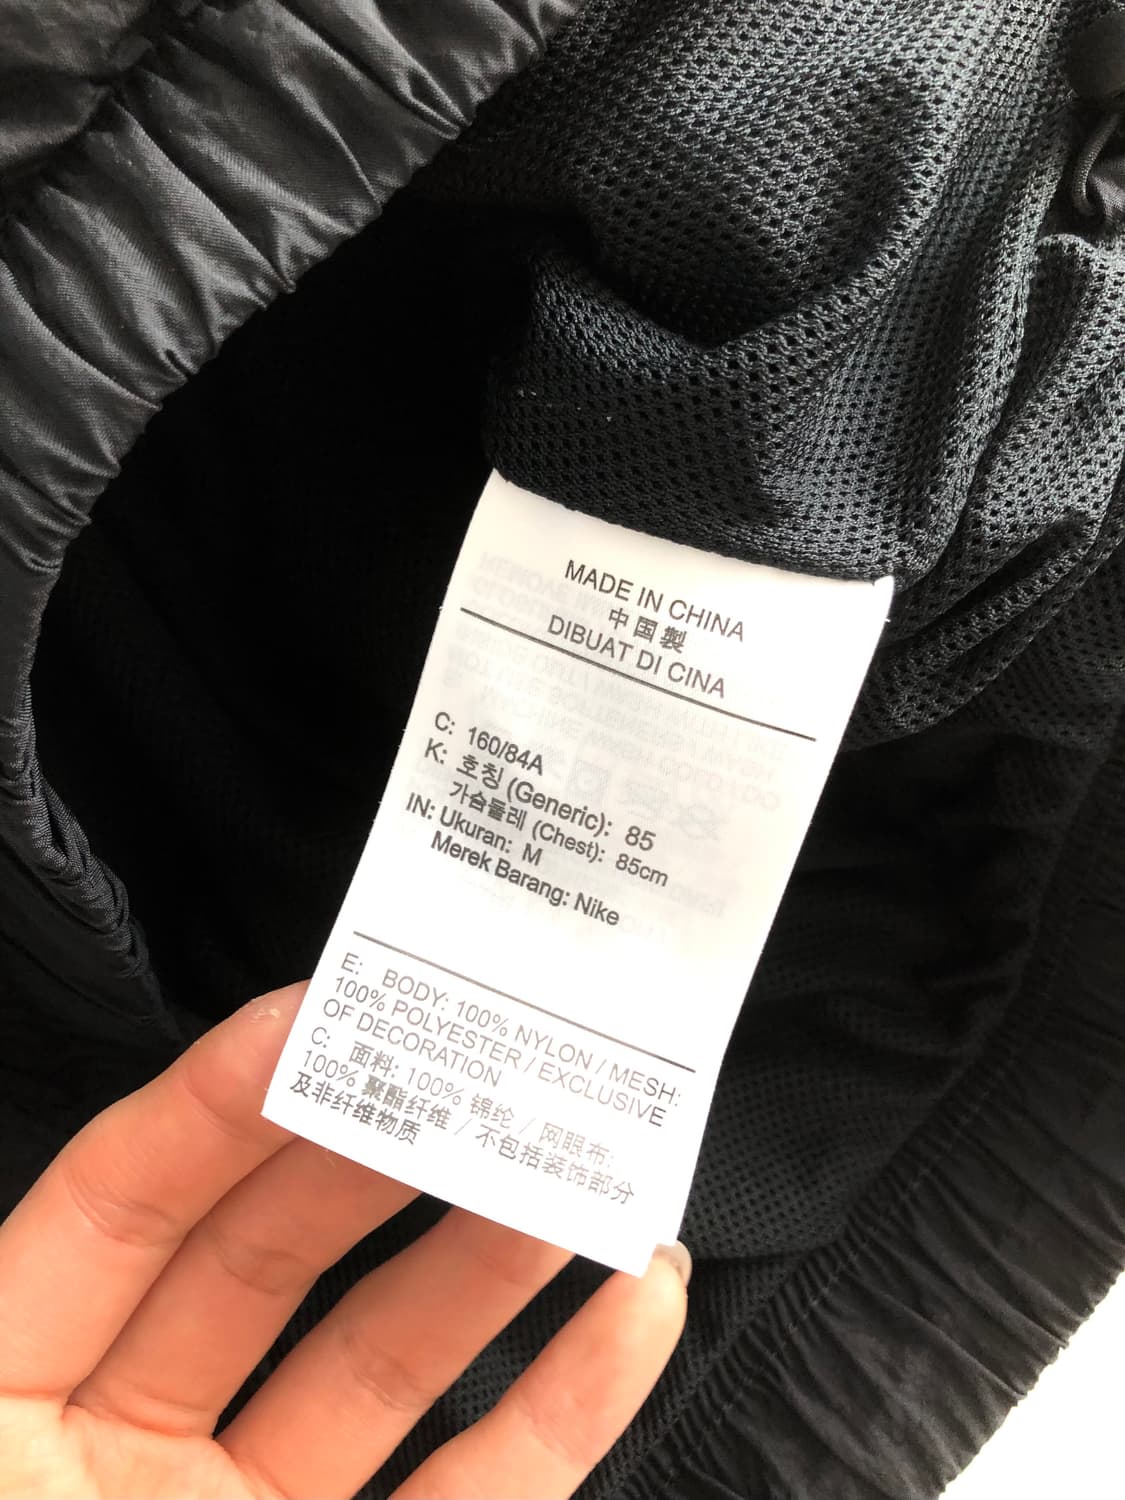 MADE IN CHINA
中国製
DIBUAT DI CINA
C: 160/84A
K: 호칭 (Generic): 85
가슴둘레 (Chest): 85cm
IN: Ukuran: M
Merek Barang: Nike
E: BODY: 100% NYLON / MESH:
100% POLYESTER / EXCLUSIVE
OF DECORATION
C: 面料: 100% 锦纶 / 网眼布:
100% 聚酯纤维 / 不包括装饰部分
及非纤维物质